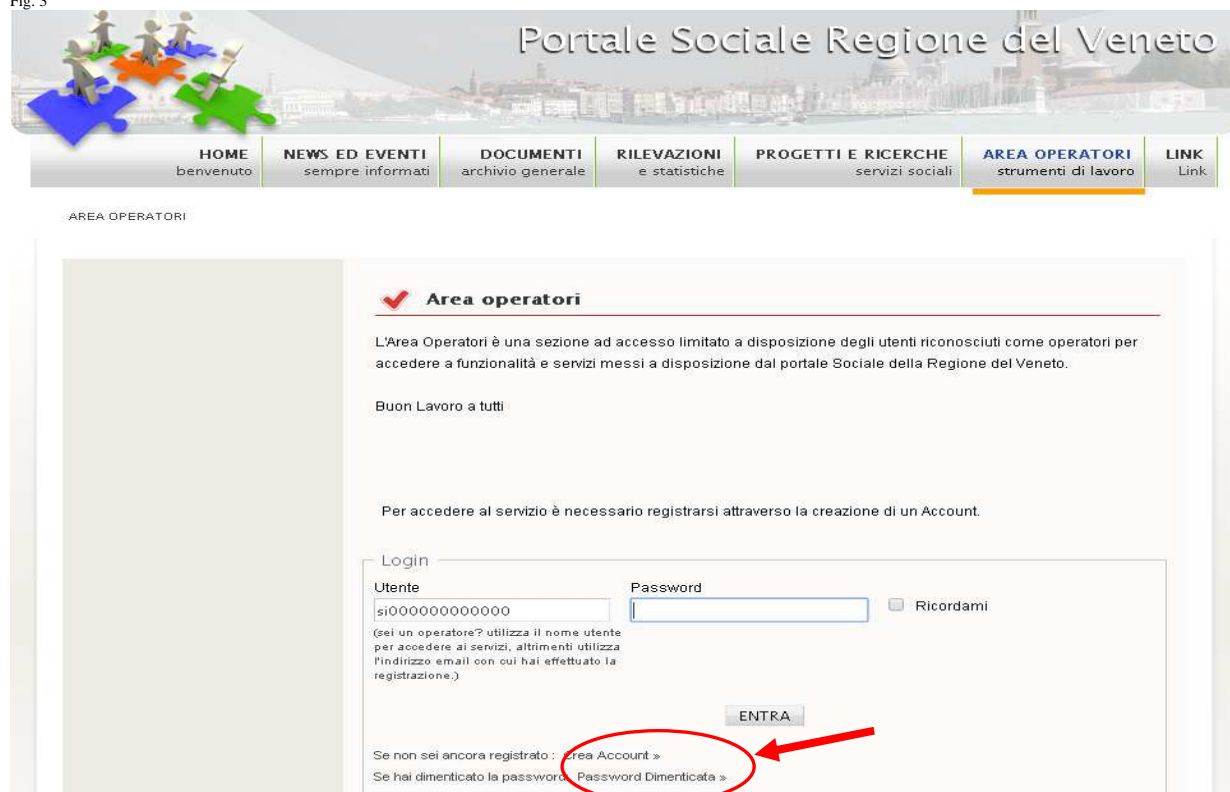 Fig. 3
Portale Sociale Regione del Veneto
HOME NEWS ED EVENTI DOCUMENTI RILEVAZIONI PROGETTI E RICERCHE AREA OPERATORI LINK
benvenuto sempre informati archivio generale e statistiche servizi sociali strumenti di lavoro Link
AREA OPERATORI
Area operatori
L'Area Operatori è una sezione ad accesso limitato a disposizione degli utenti riconosciuti come operatori per
accedere a funzionalità e servizi messi a disposizione dal portale Sociale della Regione del Veneto.
Buon Lavoro a tutti
Per accedere al servizio è necessario registrarsi attraverso la creazione di un Account.
Login
Utente Password
si000000000000 Ricordami
(sei un operatore? utilizza il nome utente
per accedere ai servizi, altrimenti utilizza
l'indirizzo email con cui hai effettuato la
registrazione.)
ENTRA
Se non sei ancora registrato : Crea Account »
Se hai dimenticato la password: Password Dimenticata »